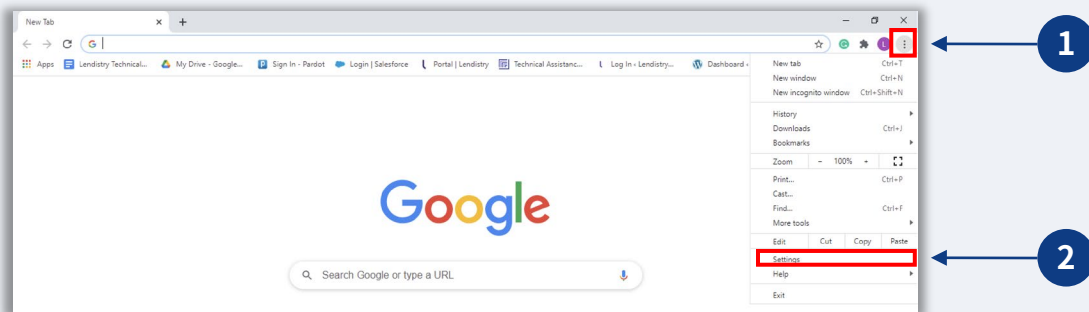 New Tab
G
Apps Lendistry Technical... My Drive - Google... Sign In - Pardot Login | Salesforce Portal | Lendistry Technical Assistanc... Log In ‹ Lendistry... Dashboard ‹
New tab Ctrl+T
New window Ctrl+N
New incognito window Ctrl+Shift+N
History
Downloads Ctrl+J
Bookmarks
Zoom - 100% +
Print... Ctrl+P
Cast...
Find... Ctrl+F
More tools
Edit Cut Copy Paste
Settings
Help
Exit
Google
Search Google or type a URL
1
2